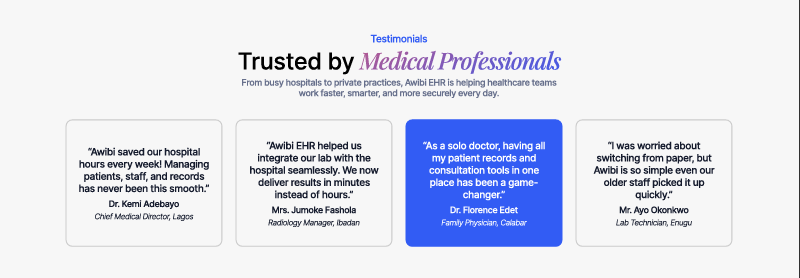 Testimonials
Trusted by Medical Professionals
From busy hospitals to private practices, Awibi EHR is helping healthcare teams
work faster, smarter, and more securely every day.
“Awibi saved our hospital
hours every week! Managing
patients, staff, and records
has never been this smooth.”
Dr. Kemi Adebayo
Chief Medical Director, Lagos
“Awibi EHR helped us
integrate our lab with the
hospital seamlessly. We now
deliver results in minutes
instead of hours.”
Mrs. Jumoke Fashola
Radiology Manager, Ibadan
“As a solo doctor, having all
my patient records and
consultation tools in one
place has been a game-
changer.”
Dr. Florence Edet
Family Physician, Calabar
“I was worried about
switching from paper, but
Awibi is so simple even our
older staff picked it up
quickly.”
Mr. Ayo Okonkwo
Lab Technician, Enugu